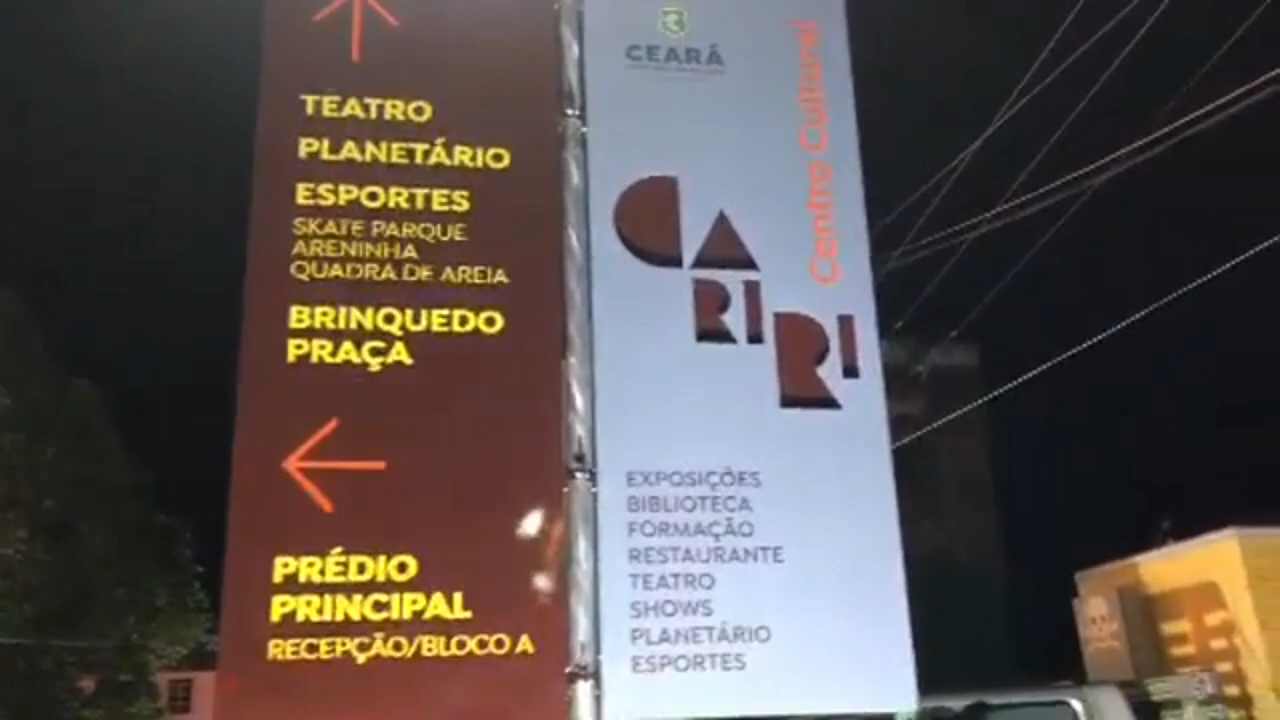 TEATRO
PLANETÁRIO
ESPORTES
SKATE PARQUE
ARENINHA
QUADRA DE AREIA
BRINQUEDO
PRAÇA
PRÉDIO
PRINCIPAL
RECEPÇÃO/BLOCO A
CEARÁ
Centro Cultural
CA
RI
RI
EXPOSIÇÕES
BIBLIOTECA
FORMAÇÃO
RESTAURANTE
TEATRO
SHOWS
PLANETÁRIO
ESPORTES